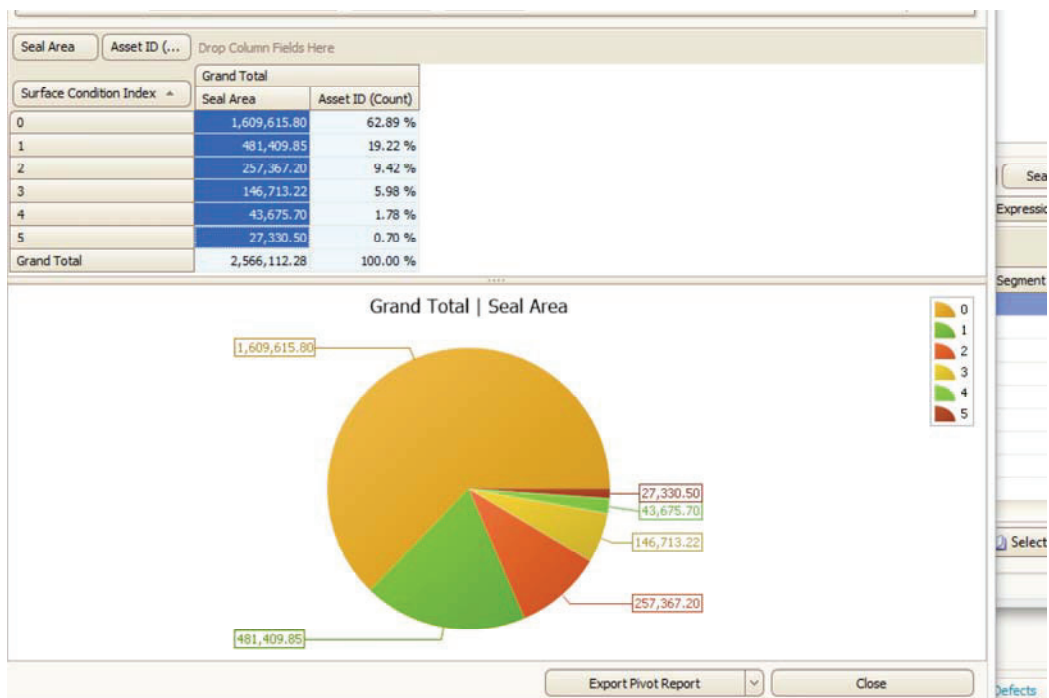 Seal Area Asset ID (... Drop Column Fields Here
Grand Total
Surface Condition Index Seal Area Asset ID (Count)
0 1,609,615.80 62.89 %
1 481,409.85 19.22 %
2 257,367.20 9.42 %
3 146,713.22 5.98 %
4 43,675.70 1.78 %
5 27,330.50 0.70 %
Grand Total 2,566,112.28 100.00 %
Grand Total | Seal Area
0
1
2
3
4
5
1,609,615.80
27,330.50
43,675.70
146,713.22
257,367.20
481,409.85
Export Pivot Report Close
Sea
Expressio
Segment
Select
Defects